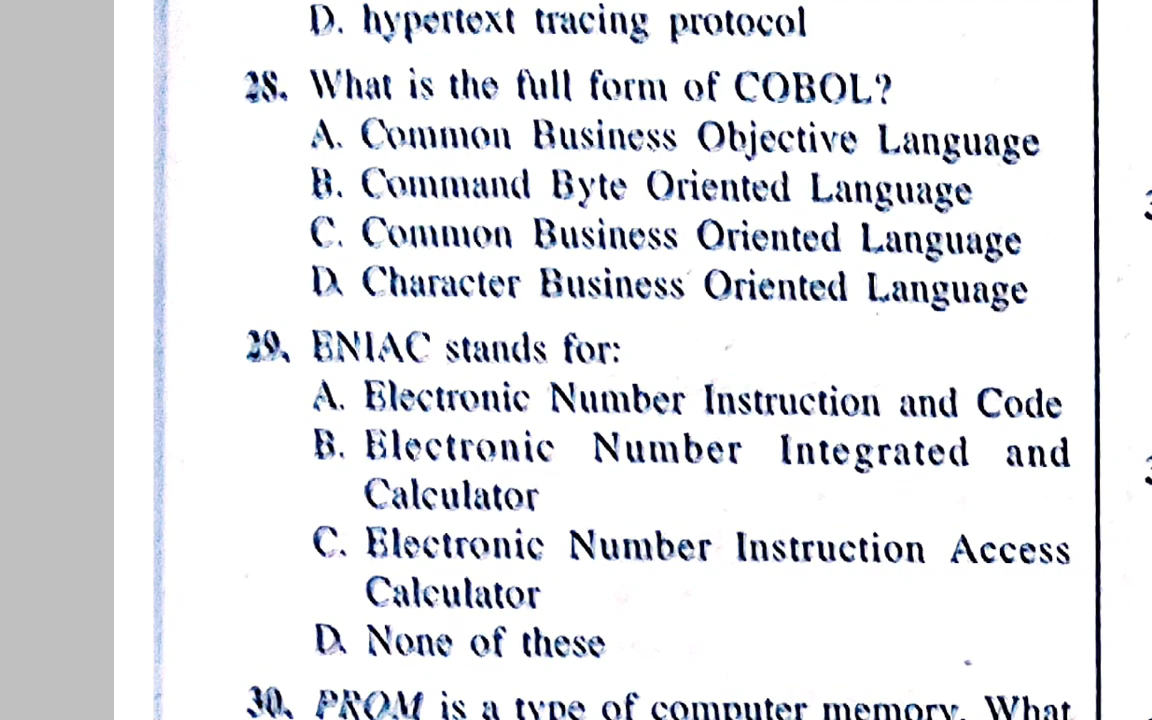 D. hypertext tracing protocol
28. What is the full form of COBOL?
A. Common Business Objective Language
B. Command Byte Oriented Language
C. Common Business Oriented Language
D. Character Business Oriented Language
29. ENIAC stands for:
A. Electronic Number Instruction and Code
B. Electronic Number Integrated and
Calculator
C. Electronic Number Instruction Access
Calculator
D. None of these
30. PROM is a type of computer memory. What